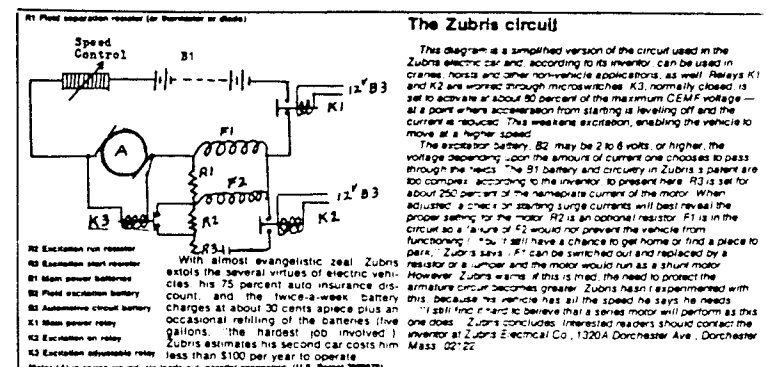 R1 Field separation resistor (or thermistor or diode)
Speed
Control
B1
12V B3
K1
A
F1
R1
F2
12V B3
K3
R2
K2
R3
R2 Excitation run resistor
R3 Excitation start resistor
B1 Main power batteries
B2 Field excitation battery
B3 Automotive circuit battery
K1 Main power relay
K2 Excitation on relay
K3 Excitation adjustable relay
With almost evangelistic zeal, Zubris
extols the several virtues of electric vehi-
cles, his 75 percent auto insurance dis-
count, and the twice-a-week battery
charges at about 30 cents apiece plus an
occasional refilling of the batteries (five
gallons, "the hardest job involved").
Zubris estimates his second car costs him
less than $100 per year to operate.
The Zubris circuit
This diagram is a simplified version of the circuit used in the
Zubris electric car and, according to its inventor, can be used in
cranes, hoists and other non-vehicle applications, as well. Relays K1
and K2 are worked through microswitches. K3, normally closed, is
set to activate at about 80 percent of the maximum CEMF voltage —
at a point where acceleration from starting is leveling off and the
current is reduced. This weakens excitation, enabling the vehicle to
move at a higher speed.
The excitation battery, B2 may be 2 to 6 volts, or higher, the
voltage depending upon the amount of current one chooses to pass
through the fields. The B1 battery and circuitry in Zubris's patent are
too complex, according to the inventor, to present here. R3 is set for
about 250 percent of the nameplate current of the motor. When
adjusted, a check on starting surge currents will best reveal the
proper setting for the motor. R2 is an optional resistor. F1 is in the
circuit so a failure of F2 would not prevent the vehicle from
functioning. "You'll still have a chance to get home or find a place to
park," Zubris says. F1 can be switched out and replaced by a
resistor or a jumper and the motor would run as a shunt motor.
However, Zubris warns, if this is tried, the need to protect the
armature circuit becomes greater. Zubris hasn't experimented with
this, because his vehicle has all the speed he says he needs.
"I still find it hard to believe that a series motor will perform as this
one does," Zubris concludes. Interested readers should contact the
inventor at Zubris Electrical Co., 1320A Dorchester Ave., Dorchester
Mass. 02122